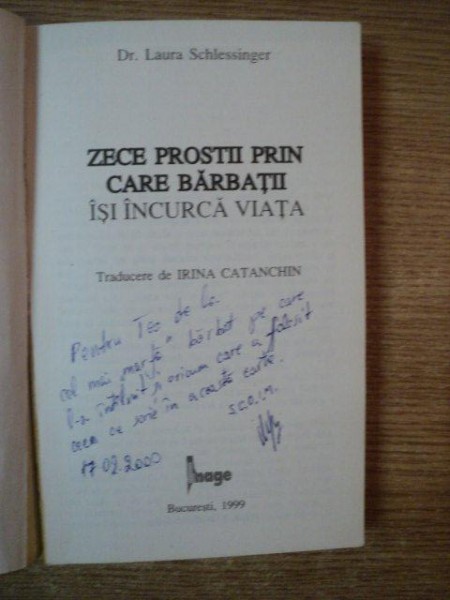 Dr. Laura Schlessinger
ZECE PROSTII PRIN
CARE BĂRBAȚII
ÎȘI ÎNCURCĂ VIAȚA
Traducere de IRINA CATANCHIN
Pentru Teo de la
cel mai "marfă" bărbat pe care
l-a întâlnit și oricum care a folosit
ceea ce scrie în această carte.
17.02.2000
Image
București, 1999